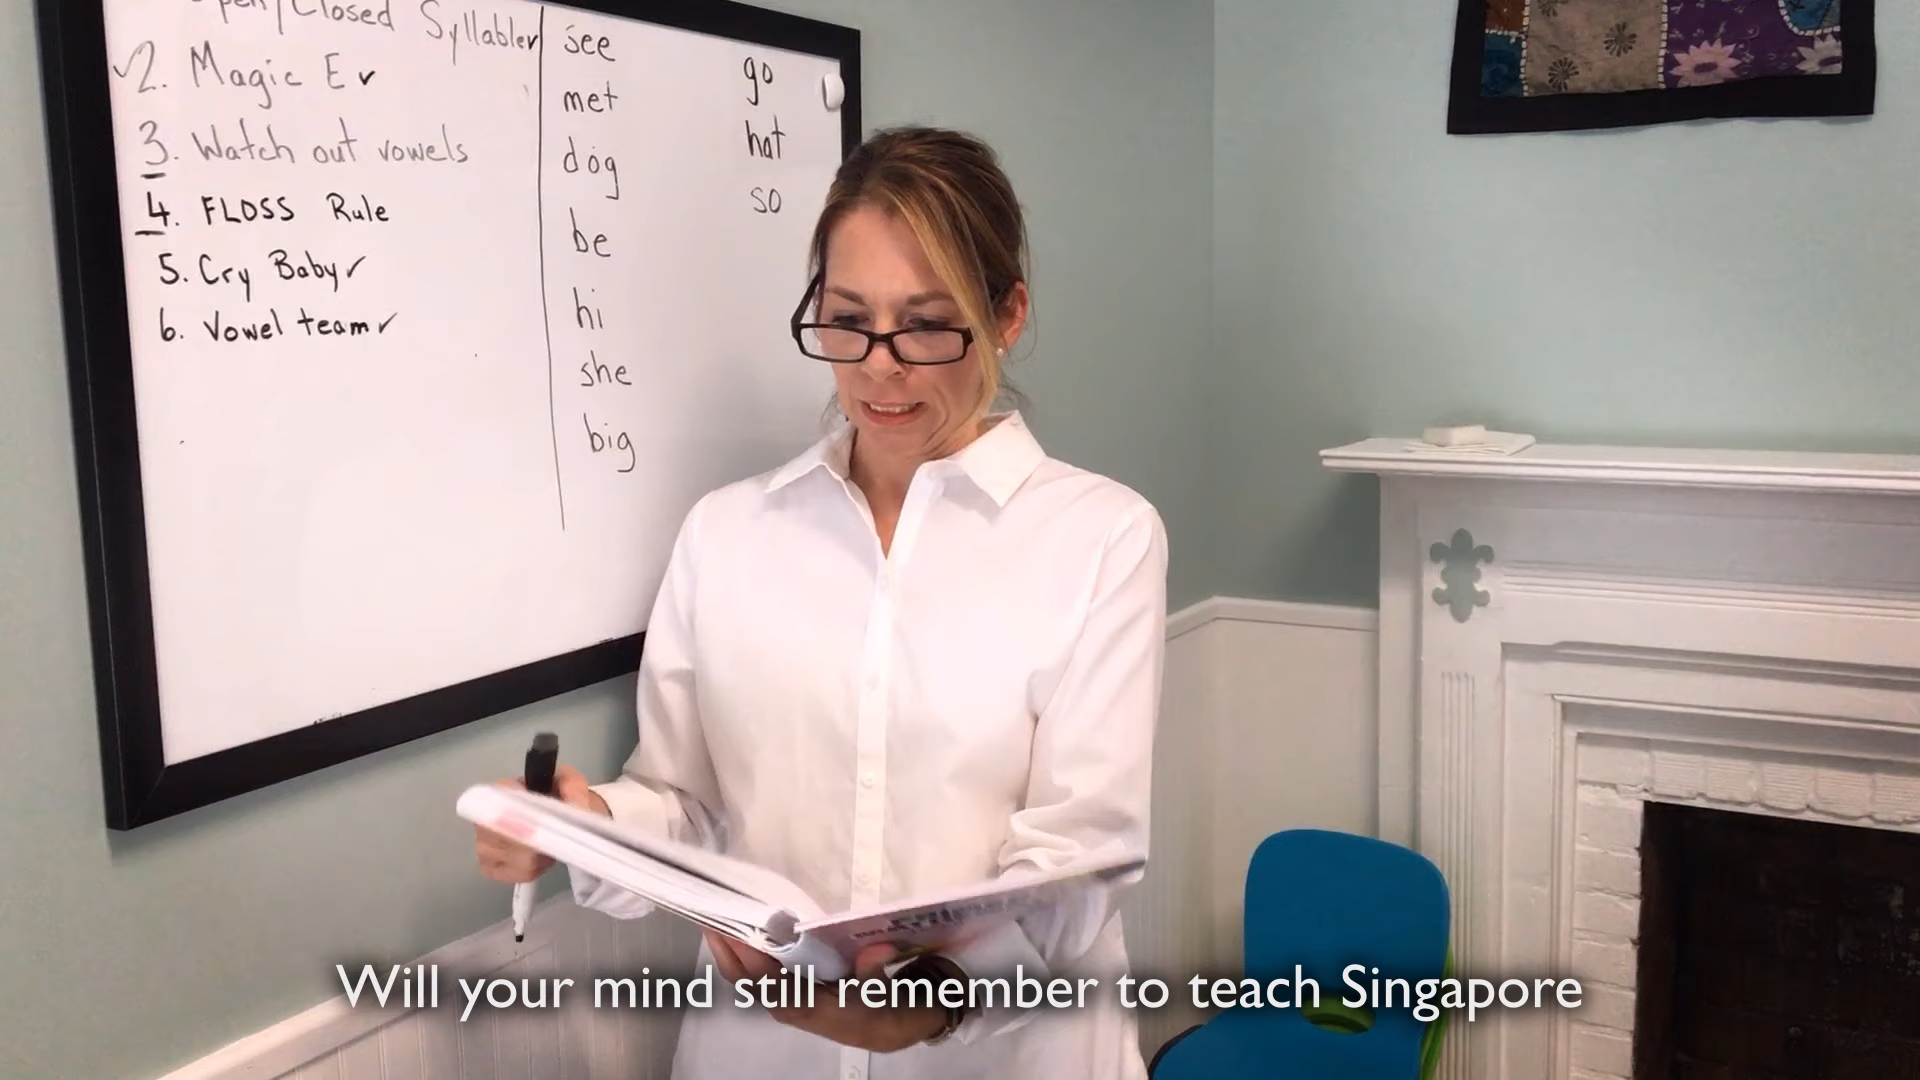 Open/Closed Syllables
2. Magic E ✓
3. Watch out vowels
4. FLOSS Rule
5. Cry Baby ✓
6. Vowel team ✓
see
met
dog
be
hi
she
big
go
hat
so
Will your mind still remember to teach Singapore